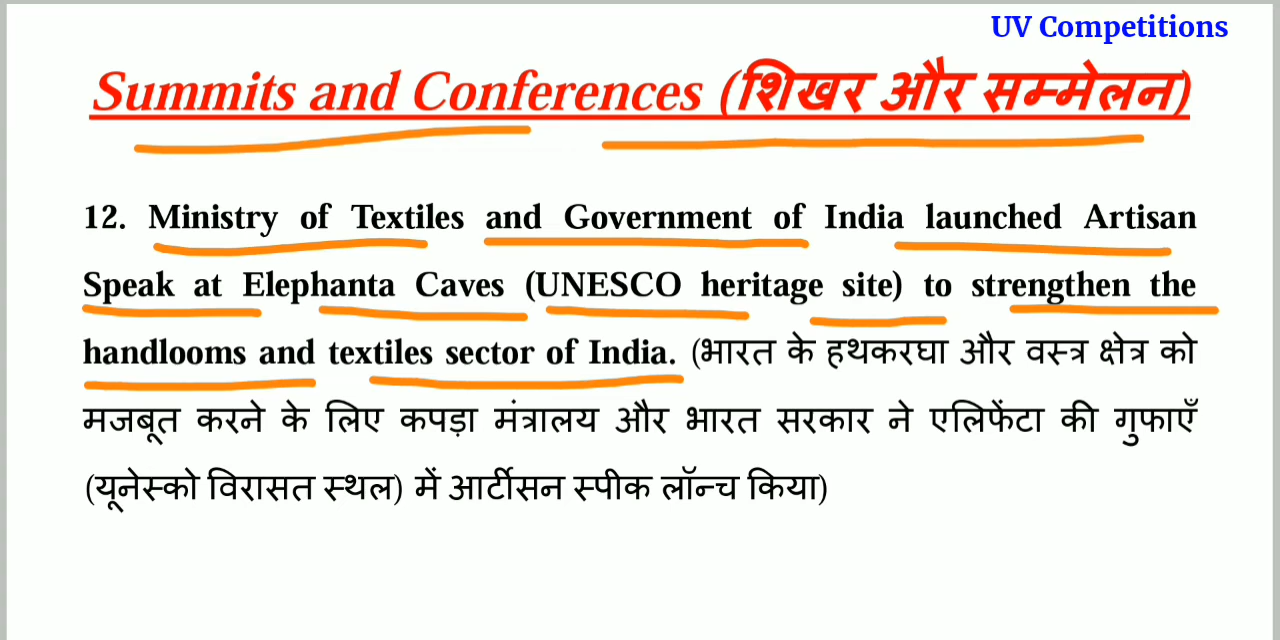 UV Competitions
Summits and Conferences (शिखर और सम्मेलन)
12. Ministry of Textiles and Government of India launched Artisan
Speak at Elephanta Caves (UNESCO heritage site) to strengthen the
handlooms and textiles sector of India. (भारत के हथकरघा और वस्त्र क्षेत्र को
मजबूत करने के लिए कपड़ा मंत्रालय और भारत सरकार ने एलिफेंटा की गुफाएँ
(यूनेस्को विरासत स्थल) में आर्टीसन स्पीक लॉन्च किया)